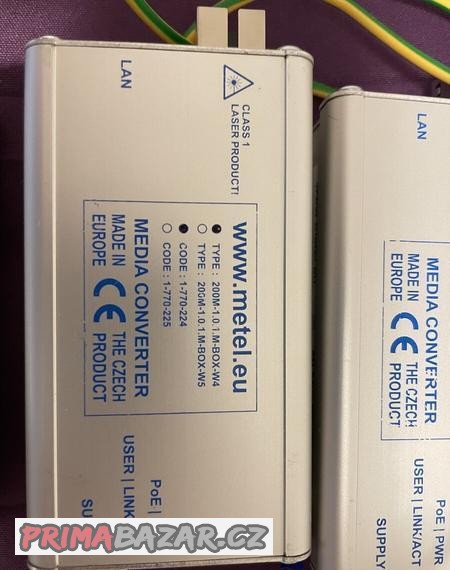 LAN
CLASS 1
LASER PRODUCT!
www.metel.eu
TYPE : 200M-1.0.1.M-BOX-W4
TYPE : 200M-1.0.1.M-BOX-W5
CODE : 1-770-224
CODE : 1-770-225
MEDIA CONVERTER
MADE IN CE THE CZECH
EUROPE PRODUCT
PoE |
USER | LINK/
SU
LAN
MEDIA CONVERTER
MADE IN CE THE CZECH
EUROPE PRODUCT
PoE | PWR
USER | LINK/ACT
SUPPLY
PRIMABAZAR.CZ